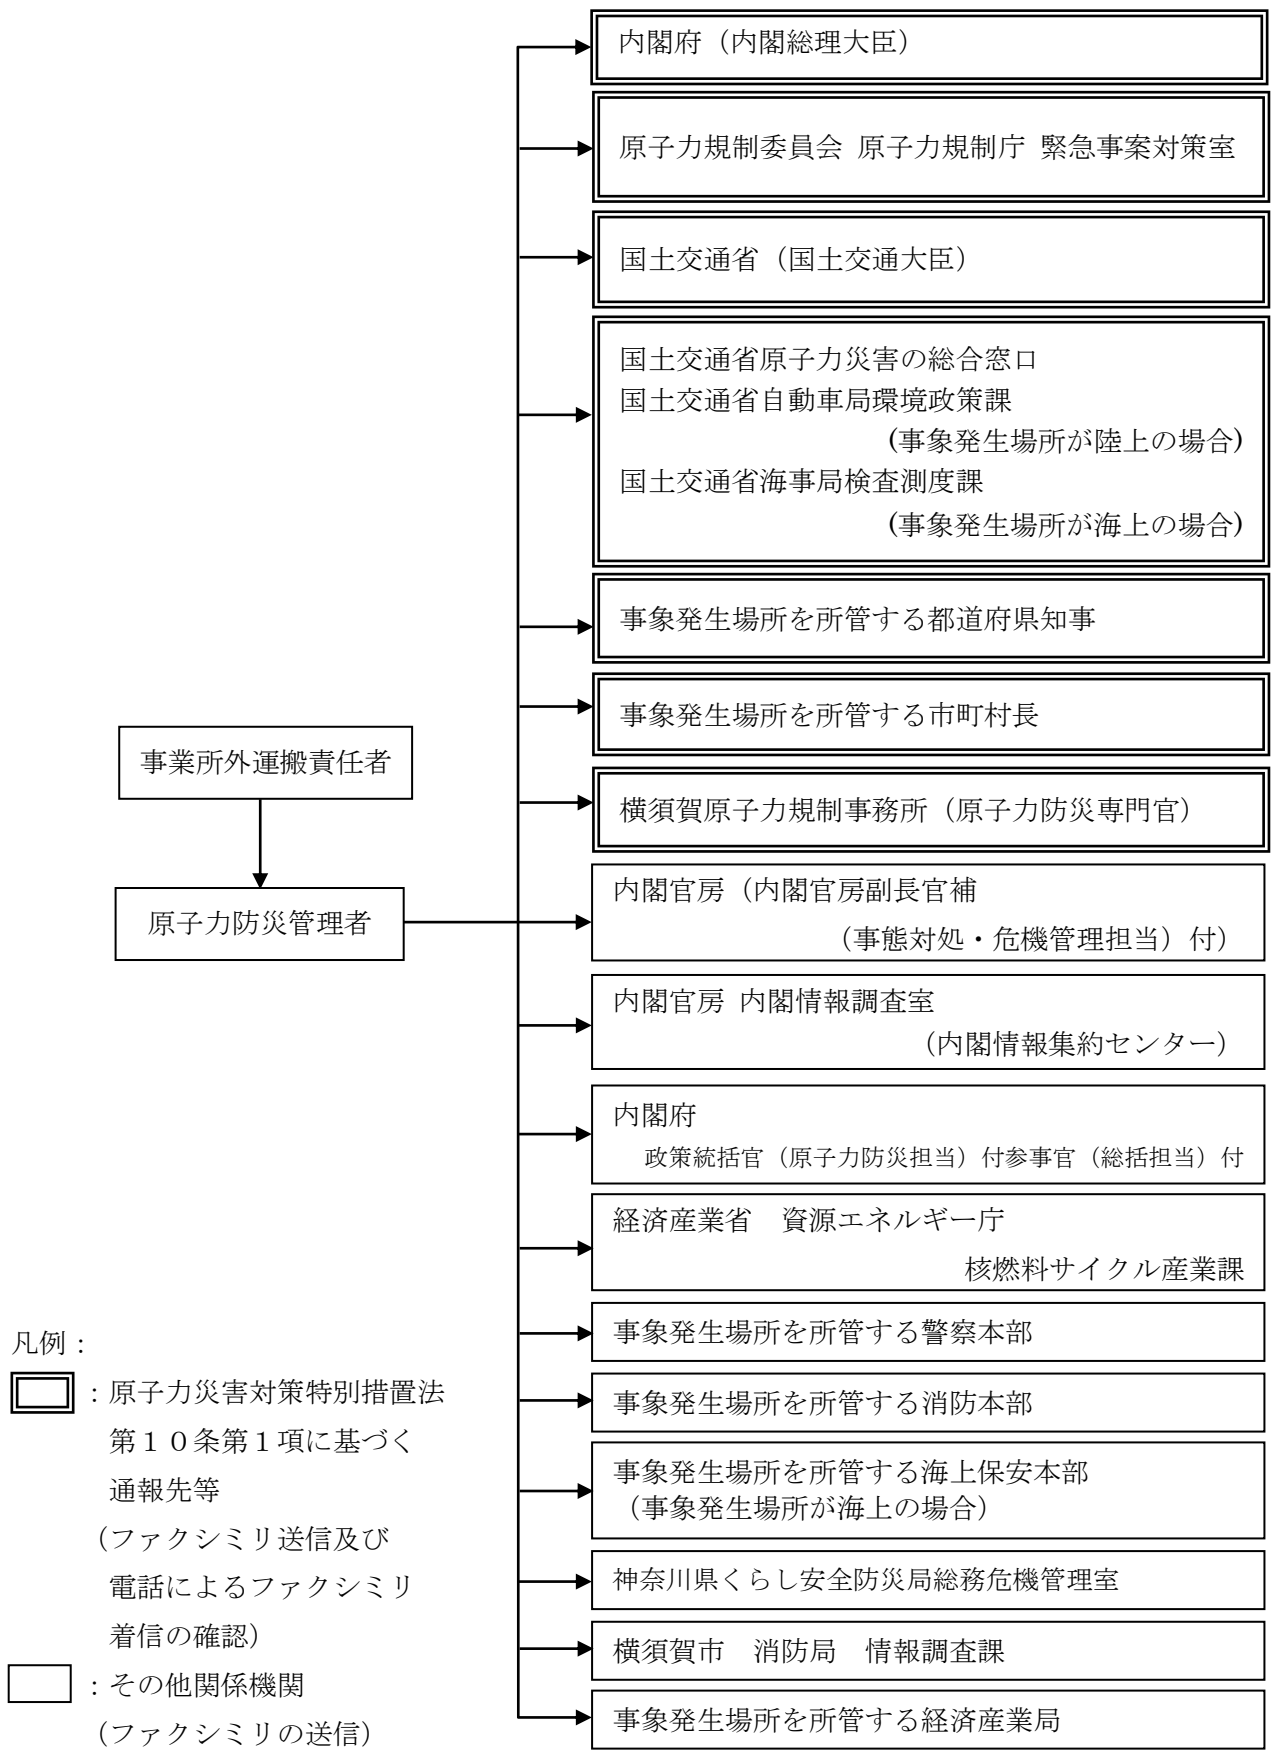 内閣府（内閣総理大臣）
原子力規制委員会 原子力規制庁 緊急事案対策室
国土交通省（国土交通大臣）
国土交通省原子力災害の総合窓口
国土交通省自動車局環境政策課
(事象発生場所が陸上の場合)
国土交通省海事局検査測度課
(事象発生場所が海上の場合)
事象発生場所を所管する都道府県知事
事象発生場所を所管する市町村長
横須賀原子力規制事務所（原子力防災専門官）
事業所外運搬責任者
原子力防災管理者
内閣官房（内閣官房副長官補
（事態対処・危機管理担当）付）
内閣官房 内閣情報調査室
（内閣情報集約センター）
内閣府
政策統括官（原子力防災担当）付参事官（総括担当）付
経済産業省　資源エネルギー庁
核燃料サイクル産業課
事象発生場所を所管する警察本部
事象発生場所を所管する消防本部
事象発生場所を所管する海上保安本部
（事象発生場所が海上の場合）
神奈川県くらし安全防災局総務危機管理室
横須賀市　消防局　情報調査課
事象発生場所を所管する経済産業局
凡例：
：原子力災害対策特別措置法
第１０条第１項に基づく
通報先等
（ファクシミリ送信及び
電話によるファクシミリ
着信の確認）
：その他関係機関
（ファクシミリの送信）